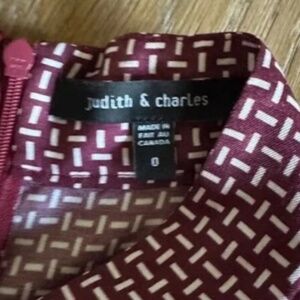 judith & charles
MADE IN
FAIT AU
CANADA
0